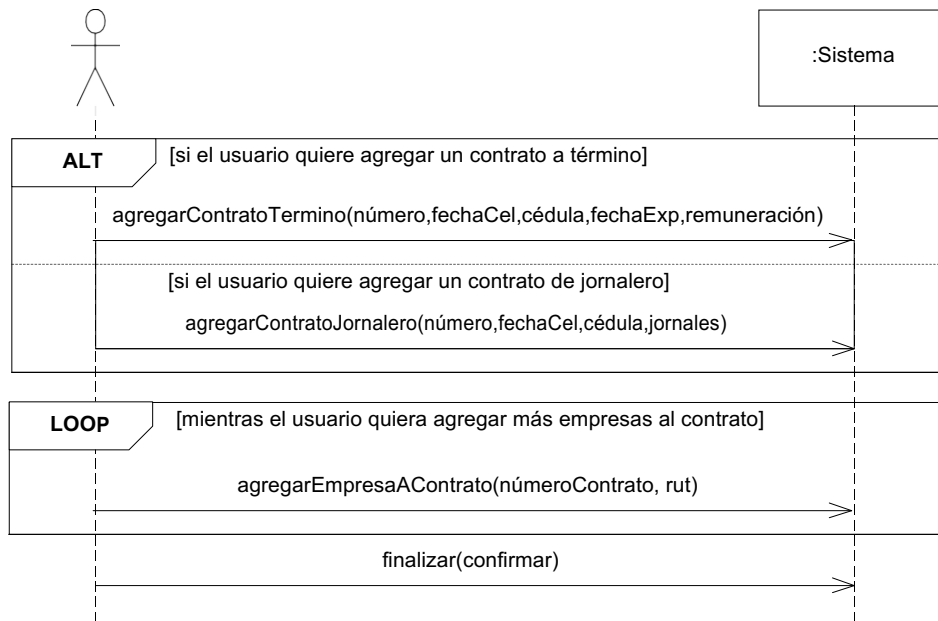 :Sistema
ALT
[si el usuario quiere agregar un contrato a término]
agregarContratoTermino(número,fechaCel,cédula,fechaExp,remuneración)
[si el usuario quiere agregar un contrato de jornalero]
agregarContratoJornalero(número,fechaCel,cédula,jornales)
LOOP
[mientras el usuario quiera agregar más empresas al contrato]
agregarEmpresaAContrato(númeroContrato, rut)
finalizar(confirmar)